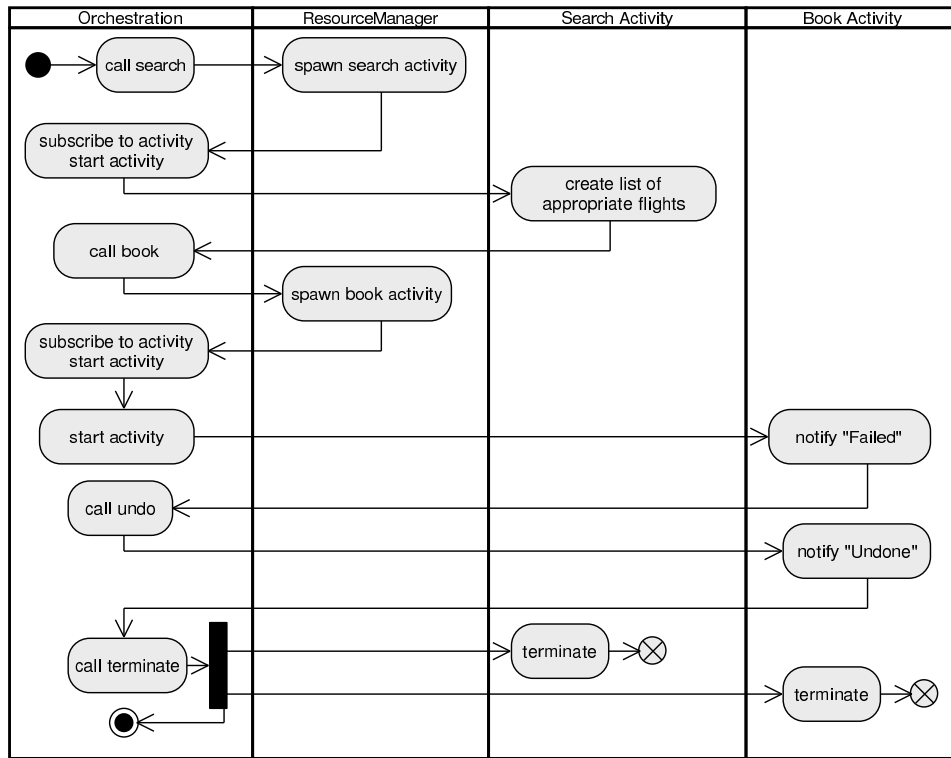 Orchestration
ResourceManager
Search Activity
Book Activity
call search
spawn search activity
subscribe to activity
start activity
create list of
appropriate flights
call book
spawn book activity
subscribe to activity
start activity
start activity
notify "Failed"
call undo
notify "Undone"
call terminate
terminate
terminate